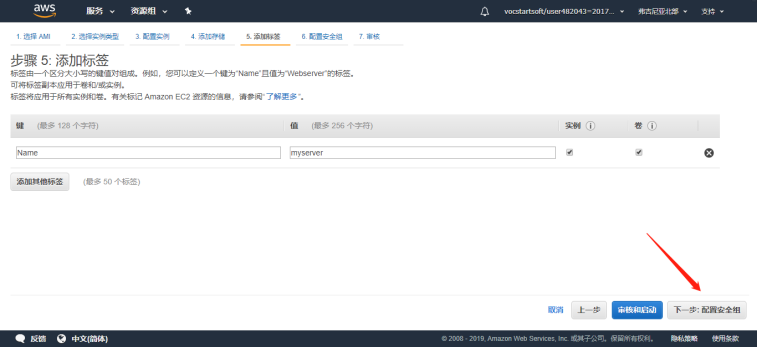 aws 服务 资源组 vocstartsoft/user482043=2017... 弗吉尼亚北部 支持
1. 选择 AMI 2. 选择实例类型 3. 配置实例 4. 添加存储 5. 添加标签 6. 配置安全组 7. 审核
步骤 5: 添加标签
标签由一个区分大小写的键值对组成。例如，您可以定义一个键为“Name”且值为“Webserver”的标签。
可将标签副本应用于卷和/或实例。
标签将应用于所有实例和卷。有关标记 Amazon EC2 资源的信息，请参阅“了解更多”。
键 (最多 128 个字符) 值 (最多 256 个字符) 实例 卷
Name myserver
添加其他标签 (最多 50 个标签)
取消 上一步 审核和启动 下一步: 配置安全组
反馈 中文(简体) © 2008 - 2019, Amazon Web Services, Inc. 或其子公司。保留所有权利。 隐私策略 使用条款